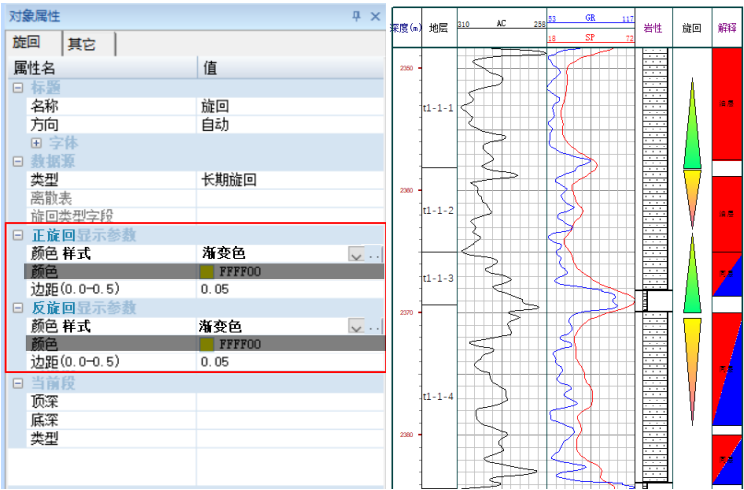 对象属性
旋回 其它
属性名 值
标题
名称 旋回
方向 自动
字体
数据源
类型 长期旋回
离散表
旋回类型字段
正旋回显示参数
颜色样式 渐变色
颜色 FFFF00
边距(0.0-0.5) 0.05
反旋回显示参数
颜色样式 渐变色
颜色 FFFF00
边距(0.0-0.5) 0.05
当前段
顶深
底深
类型
深度(m) 地层 310 AC 258 53 GR 117 岩性 旋回 解释
18 SP 72
2350
t1-1-1
2360
t1-1-2
t1-1-3
2370
t1-1-4
2380